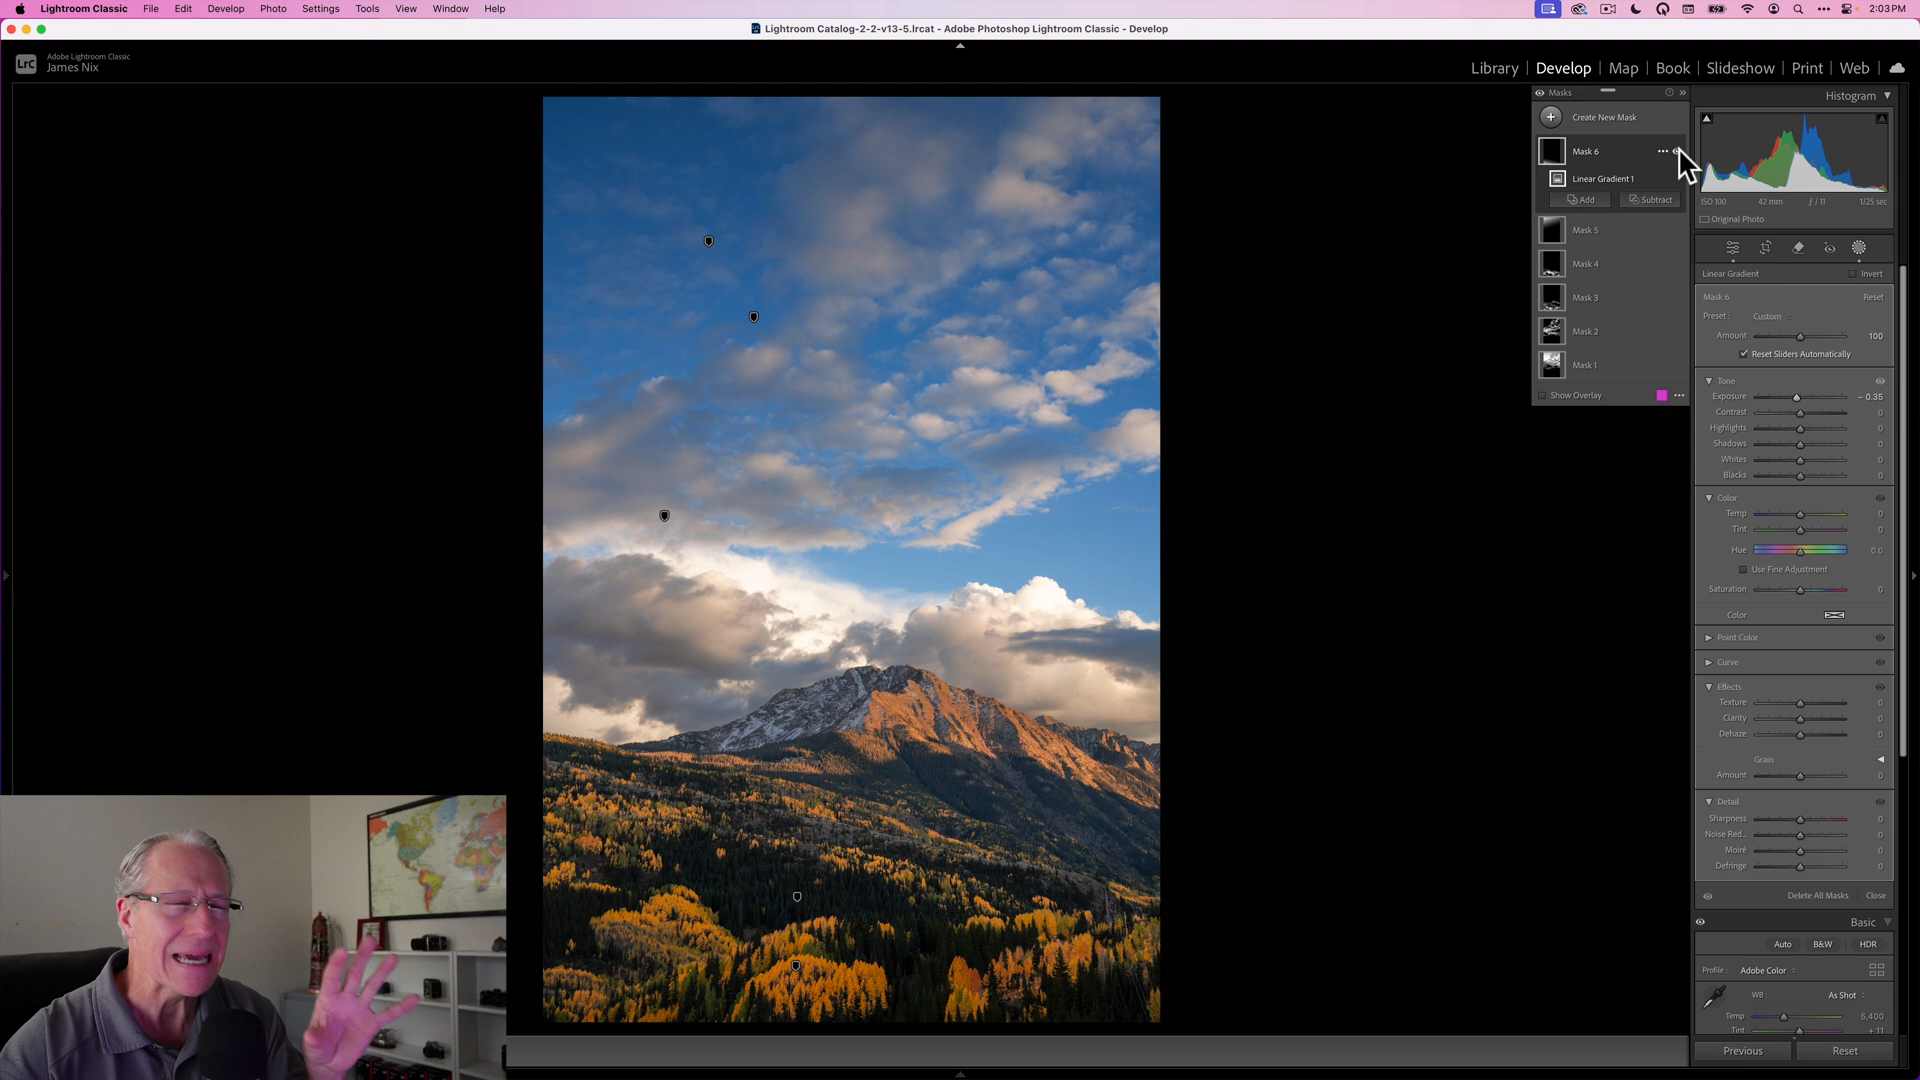 Lightroom Classic File Edit Develop Photo Settings Tools View Window Help 2:03PM
Lightroom Catalog-2-2-v13-5.lrcat - Adobe Photoshop Lightroom Classic - Develop
LrC
Adobe Lightroom Classic
James Nix
Library | Develop | Map | Book | Slideshow | Print | Web
Masks
Create New Mask
Mask 6
Linear Gradient 1
Add Subtract
Mask 5
Mask 4
Mask 3
Mask 2
Mask 1
Show Overlay
Histogram
ISO 100 42 mm ƒ / 11 1/25 sec
Original Photo
Linear Gradient Invert
Mask 6 Reset
Preset : Custom
Amount 100
Reset Sliders Automatically
Tone
Exposure - 0.35
Contrast 0
Highlights 0
Shadows 0
Whites 0
Blacks 0
Color
Temp 0
Tint 0
Hue 0.0
Use Fine Adjustment
Saturation 0
Color
Point Color
Curve
Effects
Texture 0
Clarity 0
Dehaze 0
Grain
Amount 0
Detail
Sharpness 0
Noise Red... 0
Moiré 0
Defringe 0
Delete All Masks Close
Basic
Auto B&W HDR
Profile : Adobe Color
WB : As Shot
Temp 5,400
Tint + 11
Previous Reset